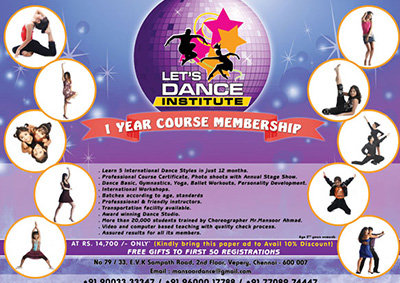 LET'S
DANCE
INSTITUTE
1 YEAR COURSE MEMBERSHIP
. Learn 5 International Dance Styles in just 12 months.
. Professional Course Certificate, Photo shoots with Annual Stage Show.
. Dance Basic, Gymnastics, Yoga, Ballet Workouts, Personality Development.
. International Workshops.
. Batches according to age, standards
. Professional & friendly instructors.
. Transportation facility available.
. Award winning Dance Studio.
. More than 20,000 students trained by Choreographer Mr.Mansoor Ahmad.
. Video and computer based teaching with quality check process.
. Assured results for all its members.
Age 3½ years onwards
AT RS. 14,700 /- ONLY* (Kindly bring this paper ad to Avail 10% Discount)
FREE GIFTS TO FIRST 50 REGISTRATIONS
No 79 / 33, E.V.K Sampath Road, 2nd Floor, Vepery, Chennai - 600 007
Email : mansoordance@gmail.com
+91 90033 33347 / +91 96000 17788 / +91 77089 74447